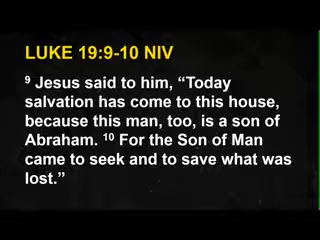 LUKE 19:9-10 NIV
9 Jesus said to him, “Today
salvation has come to this house,
because this man, too, is a son of
Abraham. 10 For the Son of Man
came to seek and to save what was
lost.”